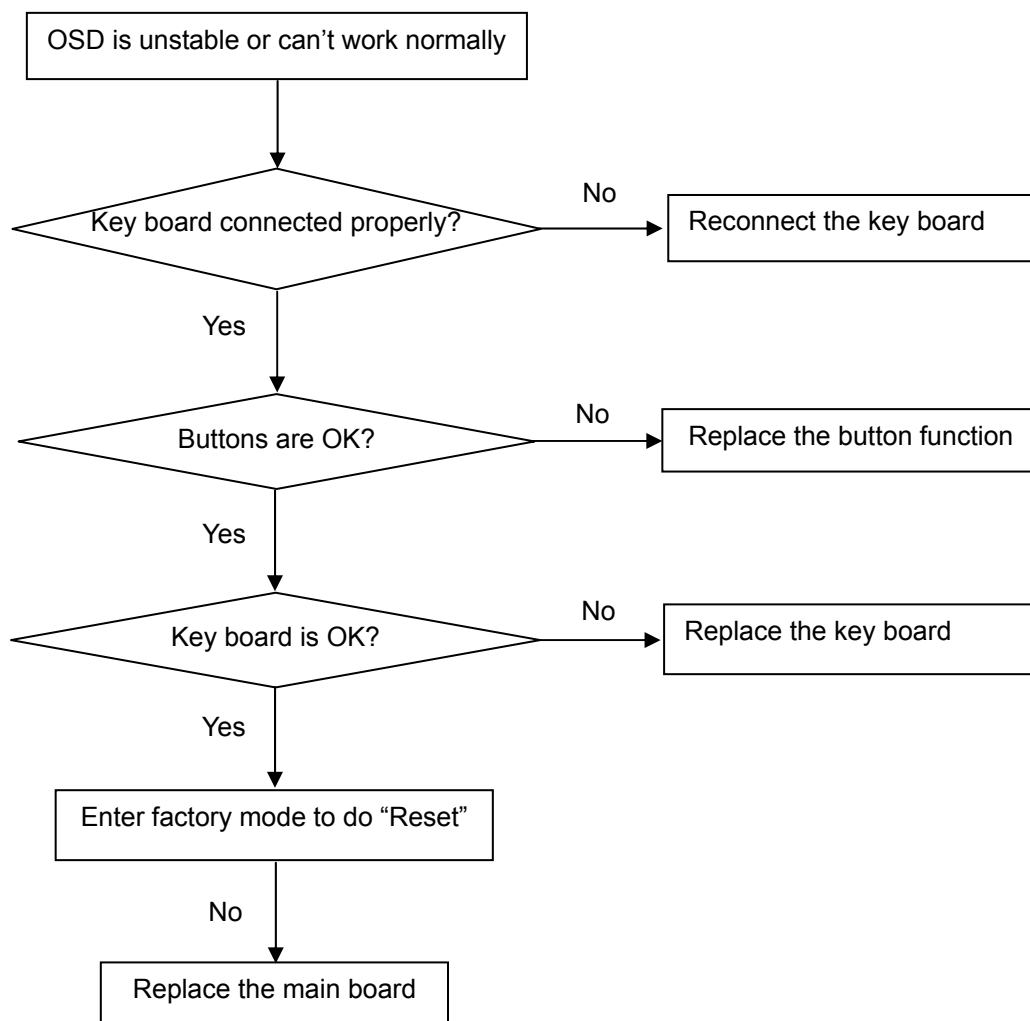 OSD is unstable or can’t work normally
No
Key board connected properly?
Reconnect the key board
Yes
No
Buttons are OK?
Replace the button function
Yes
No
Key board is OK?
Replace the key board
Yes
Enter factory mode to do “Reset”
No
Replace the main board